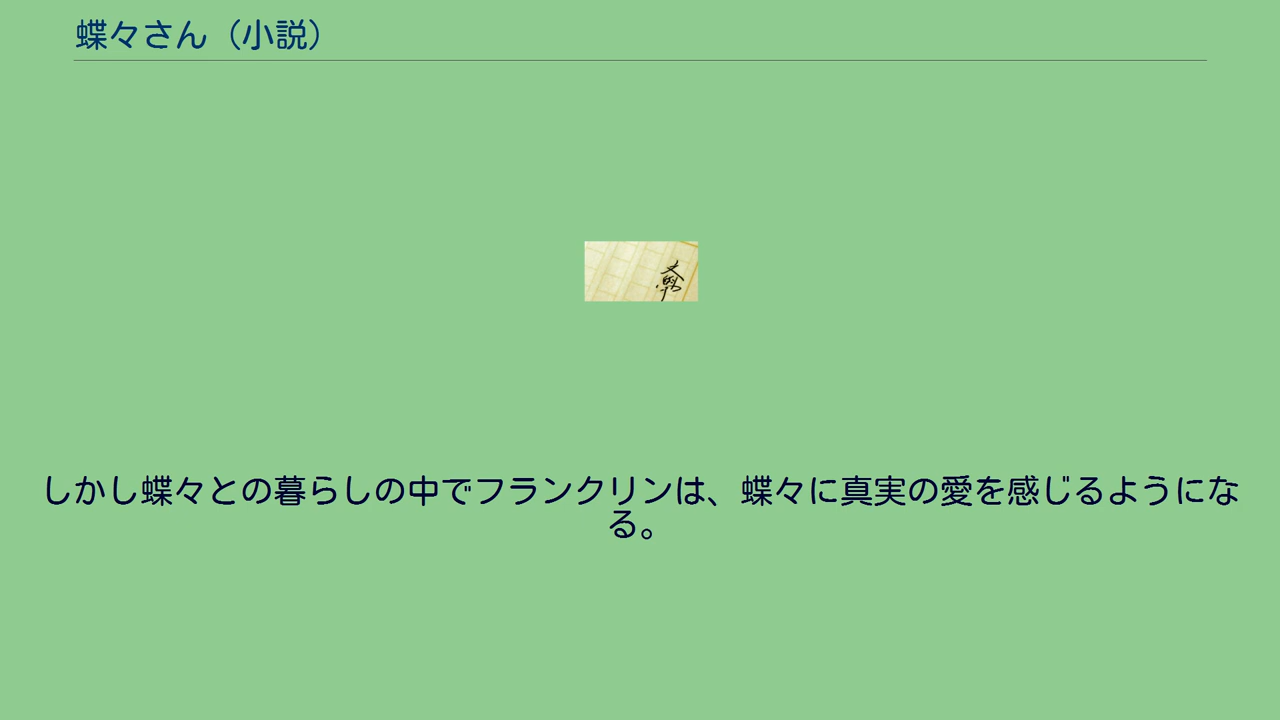 蝶々さん（小説）
しかし蝶々との暮らしの中でフランクリンは、蝶々に真実の愛を感じるようにな
る。